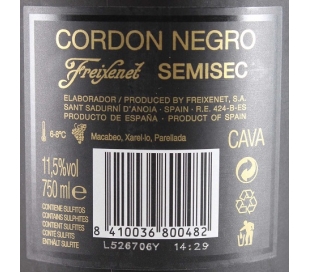 CORDON NEGRO
Freixenet SEMISEC
ELABORADOR / PRODUCED BY FREIXENET, S.A.
SANT SADURNÍ D'ANOIA - SPAIN - R.E. 424-B-ES
PRODUCTO DE ESPAÑA - PRODUCT OF SPAIN
6-8ºC
Macabeo, Xarel-lo, Parellada
CAVA
11,5%vol
750 ml e
CONTIENE SULFITOS
CONTAINS SULPHITES
CONTIENT SULFITES
CONTÉ SULFITS
ENTHÄLT SULFITE
8 410036 800482
L526706Y 14:29